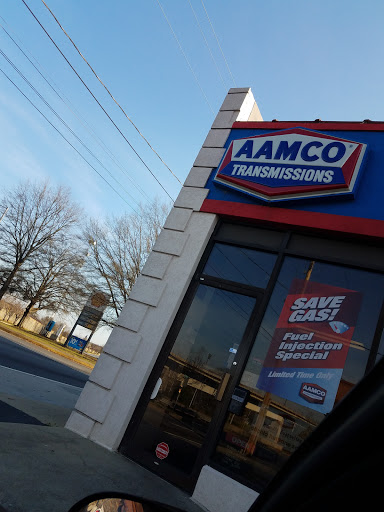 AAMCO
TRANSMISSIONS
SAVE
GAS!
Fuel
Injection
Special
Limited Time Only
AAMCO